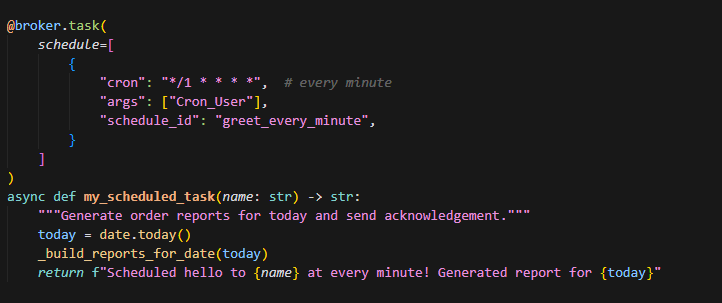 @broker.task(
    schedule=[
        {
            "cron": "*/1 * * * *",  # every minute
            "args": ["Cron_User"],
            "schedule_id": "greet_every_minute",
        }
    ]
)
async def my_scheduled_task(name: str) -> str:
    """Generate order reports for today and send acknowledgement."""
    today = date.today()
    _build_reports_for_date(today)
    return f"Scheduled hello to {name} at every minute! Generated report for {today}"